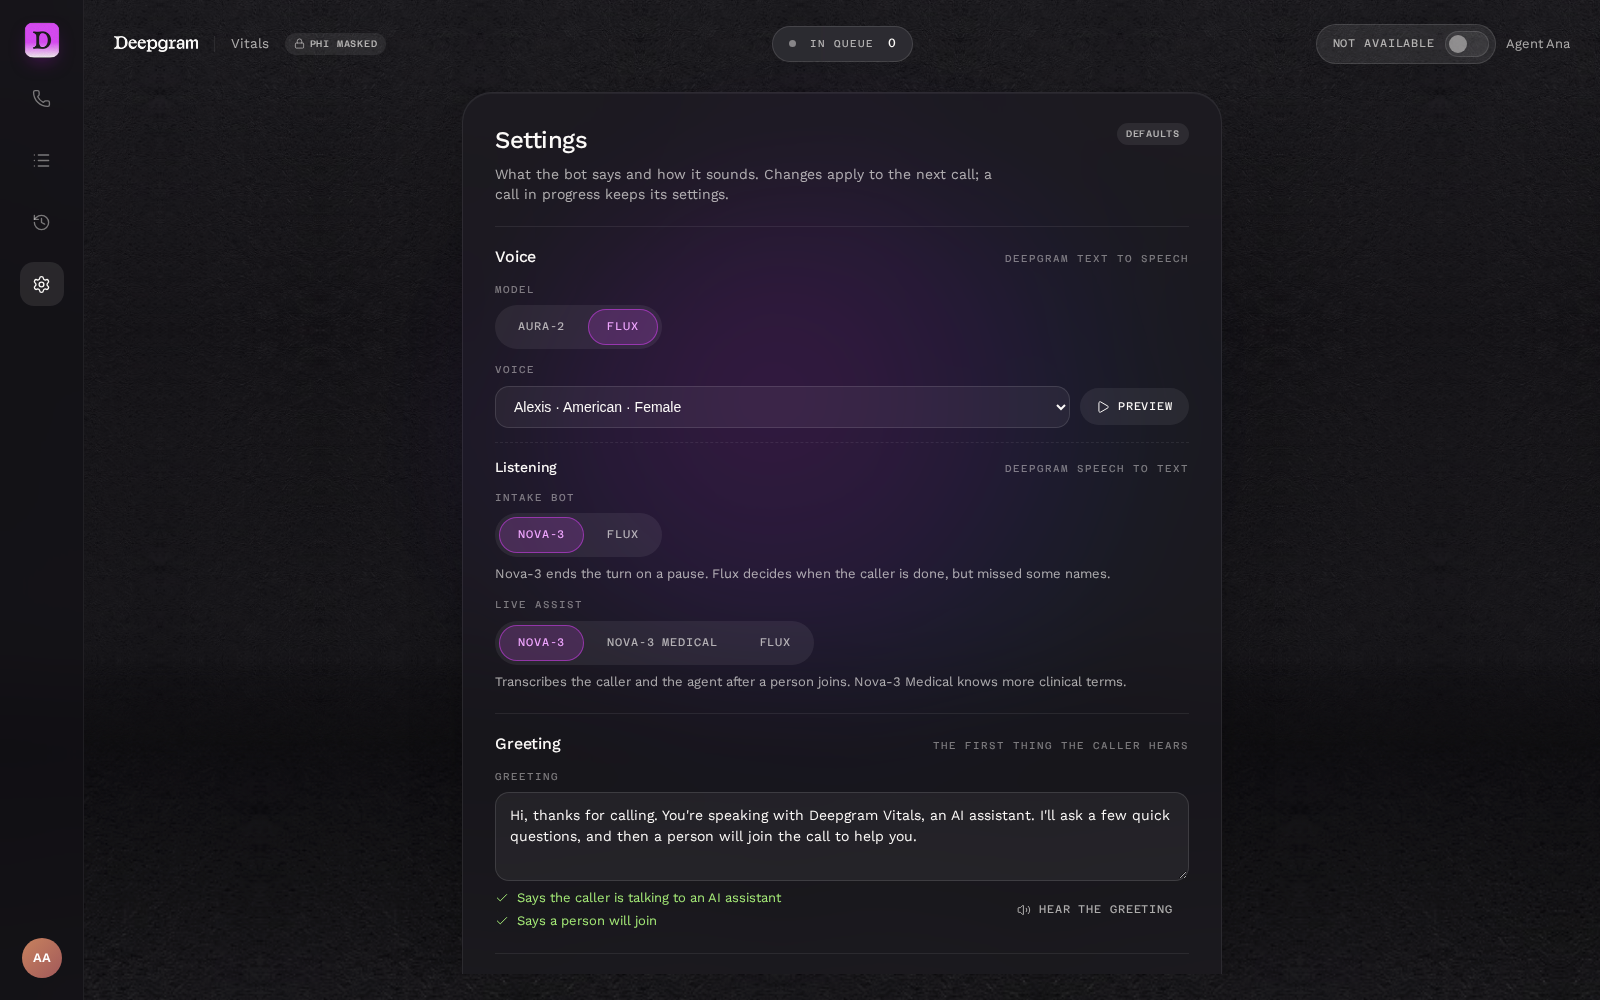 D
Deepgram
Vitals
PHI MASKED
IN QUEUE 0
NOT AVAILABLE
Agent Ana
Settings
DEFAULTS
What the bot says and how it sounds. Changes apply to the next call; a
call in progress keeps its settings.
Voice
DEEPGRAM TEXT TO SPEECH
MODEL
AURA-2
FLUX
VOICE
Alexis · American · Female
PREVIEW
Listening
DEEPGRAM SPEECH TO TEXT
INTAKE BOT
NOVA-3
FLUX
Nova-3 ends the turn on a pause. Flux decides when the caller is done, but missed some names.
LIVE ASSIST
NOVA-3
NOVA-3 MEDICAL
FLUX
Transcribes the caller and the agent after a person joins. Nova-3 Medical knows more clinical terms.
Greeting
THE FIRST THING THE CALLER HEARS
GREETING
Hi, thanks for calling. You're speaking with Deepgram Vitals, an AI assistant. I'll ask a few quick
questions, and then a person will join the call to help you.
Says the caller is talking to an AI assistant
Says a person will join
HEAR THE GREETING
AA